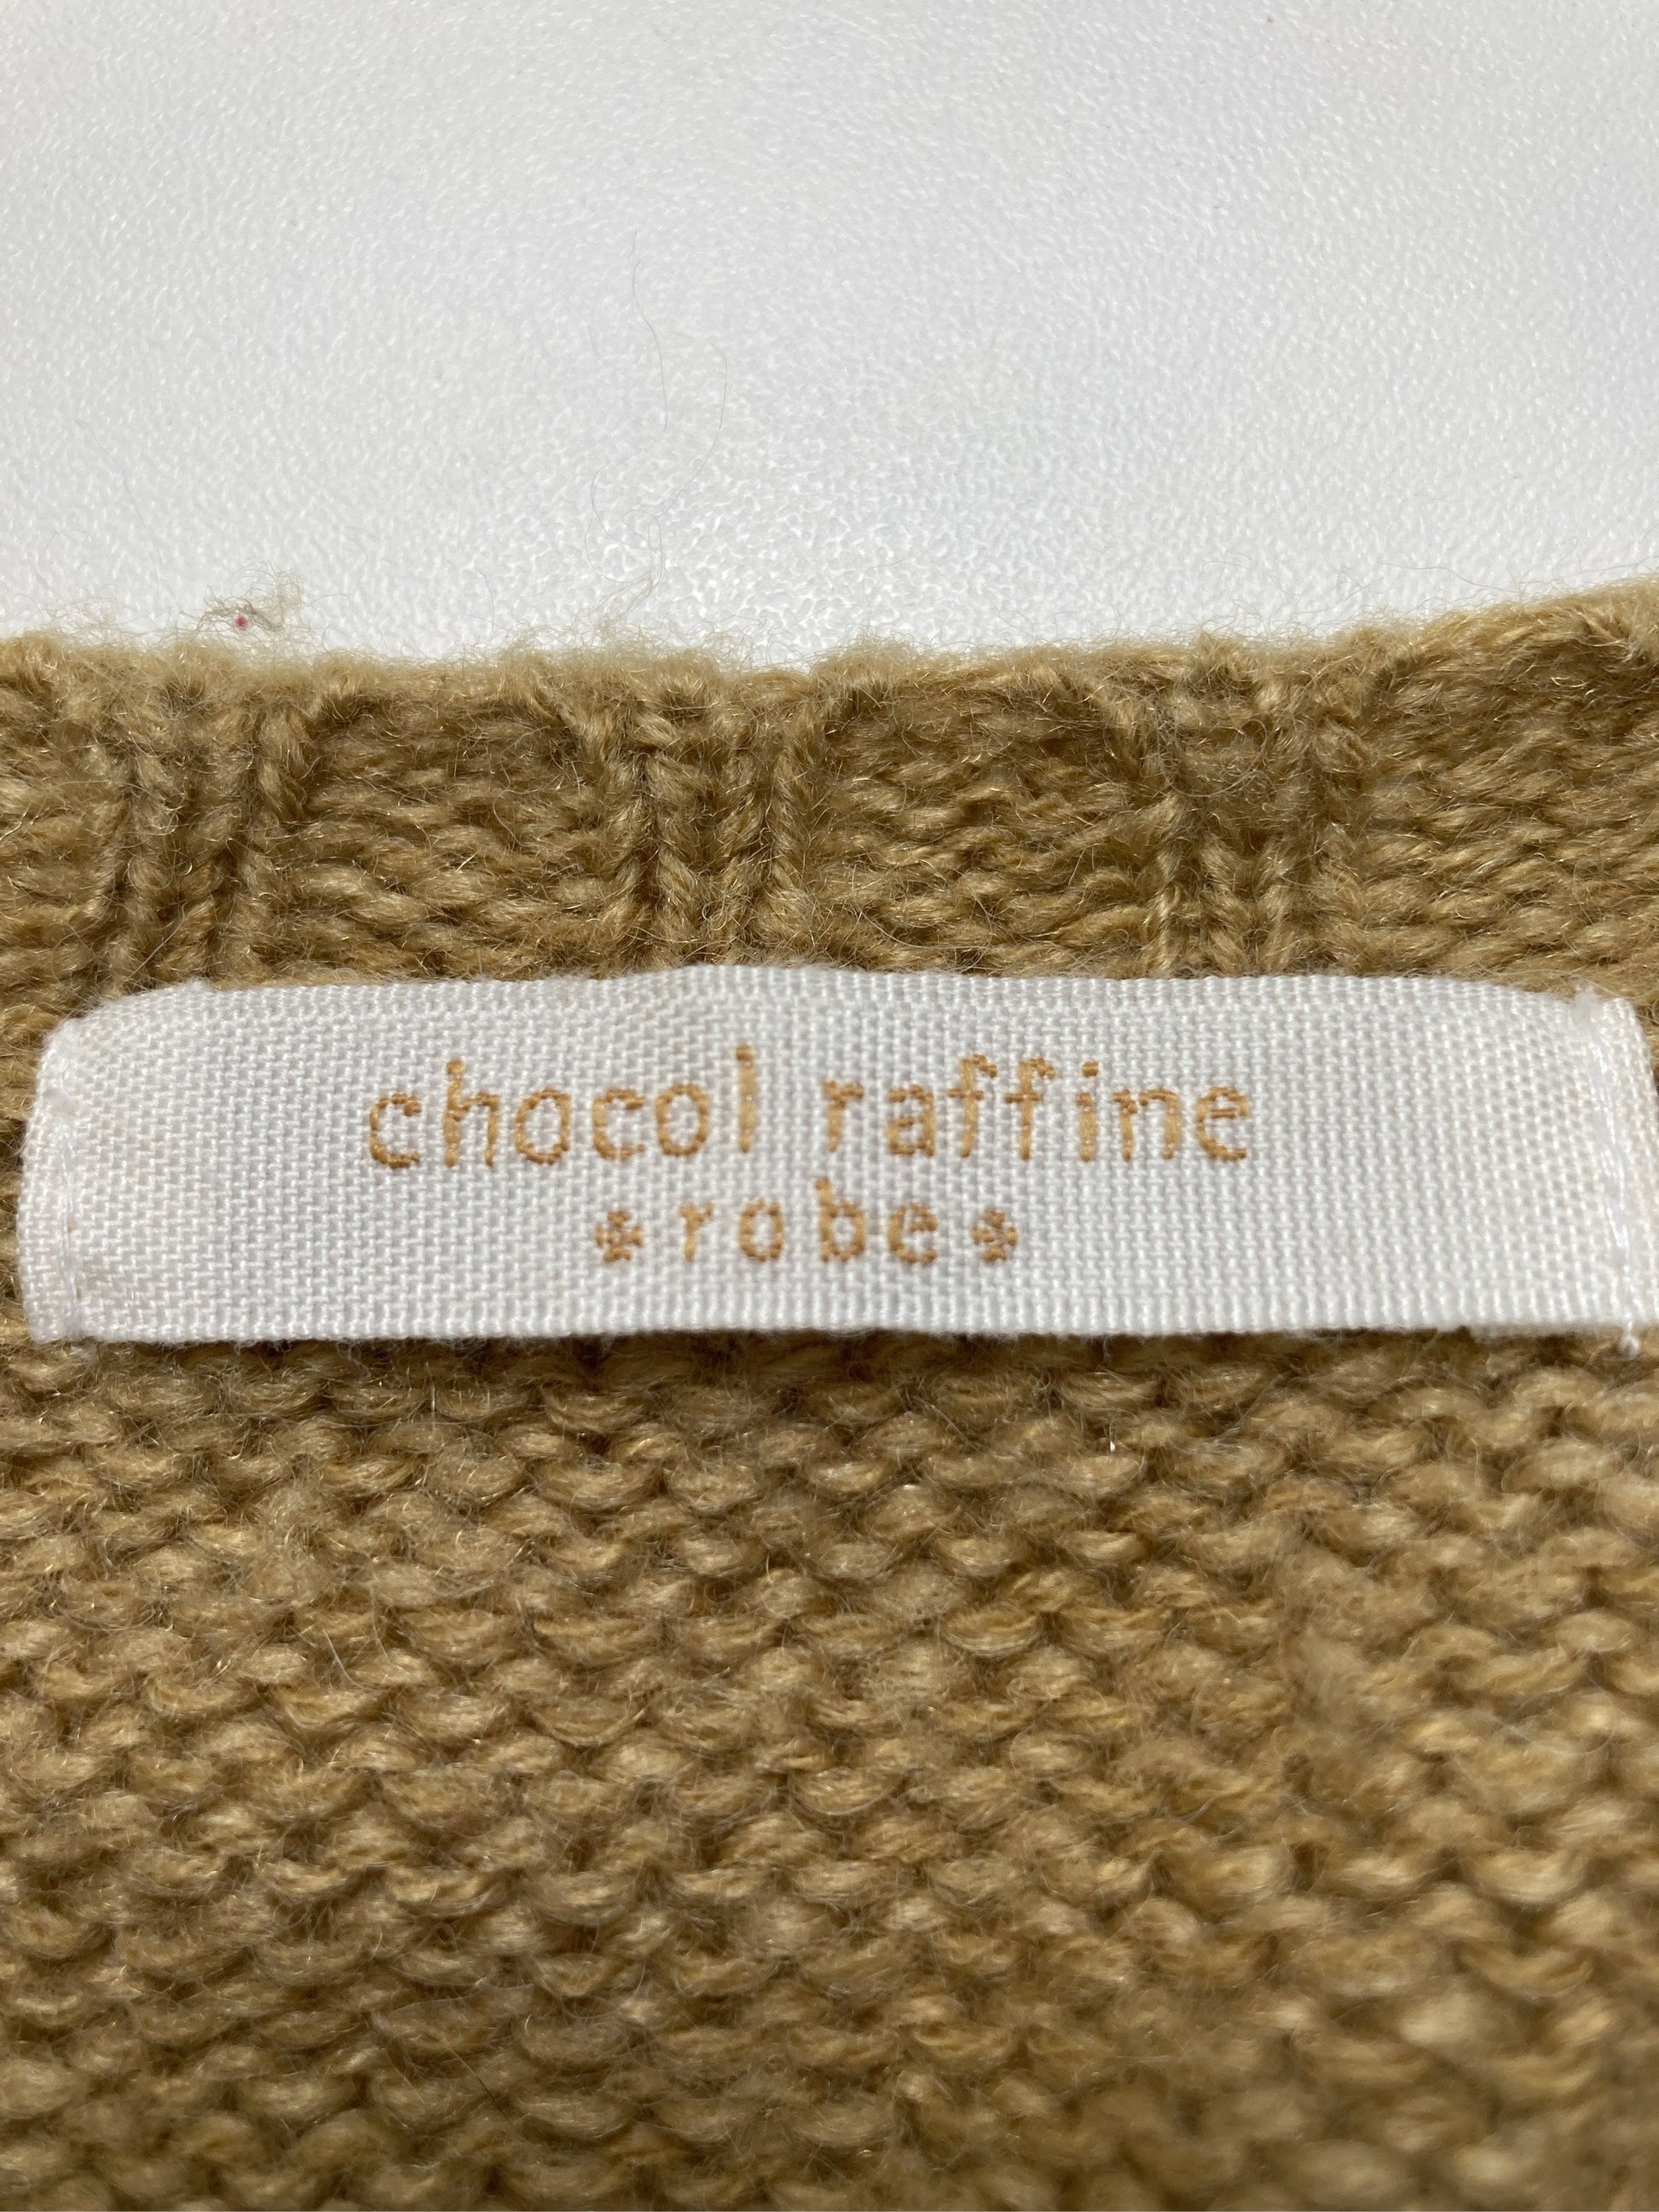 chocol raffine
robe